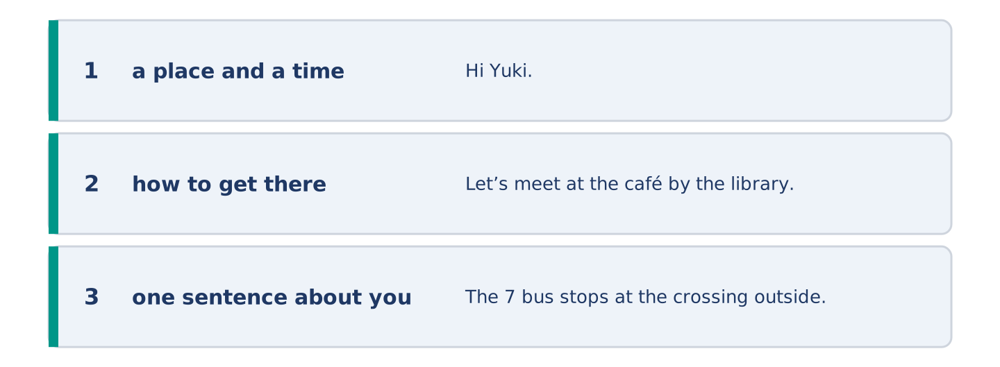 1 a place and a time Hi Yuki.
2 how to get there Let’s meet at the café by the library.
3 one sentence about you The 7 bus stops at the crossing outside.